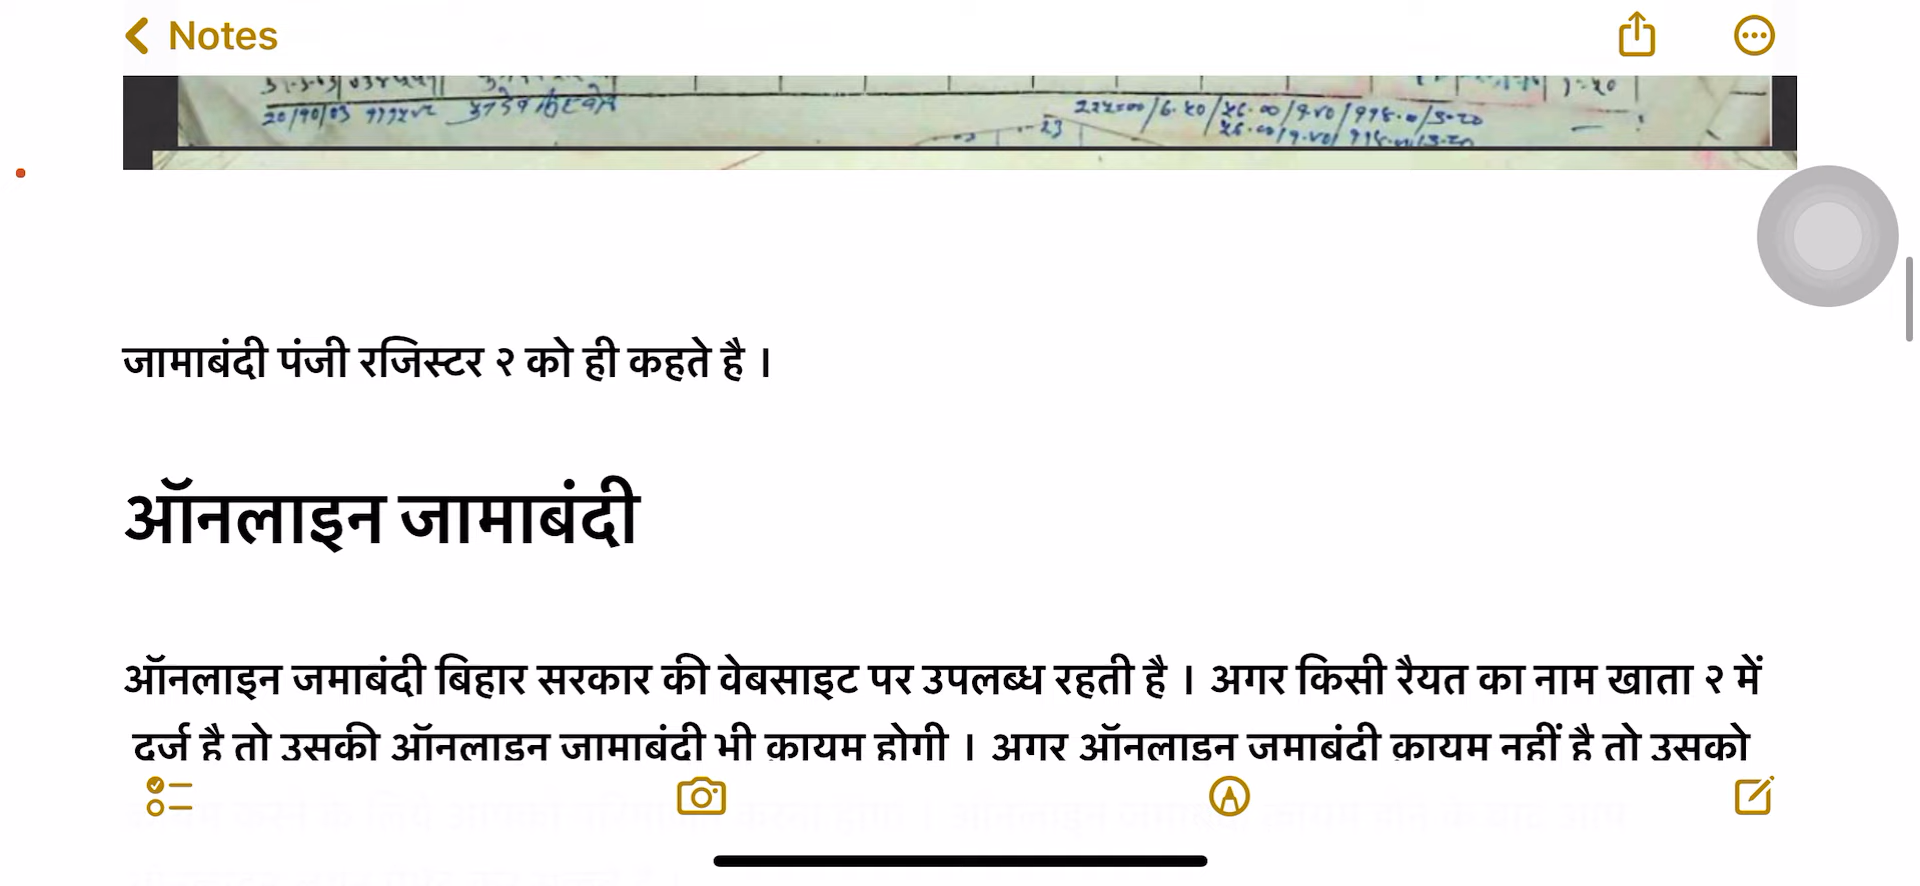 Notes
जामाबंदी पंजी रजिस्टर २ को ही कहते है ।
ऑनलाइन जामाबंदी
ऑनलाइन जमाबंदी बिहार सरकार की वेबसाइट पर उपलब्ध रहती है । अगर किसी रैयत का नाम खाता २ में
दर्ज है तो उसकी ऑनलाइन जामाबंदी भी क़ायम होगी । अगर ऑनलाइन जमाबंदी क़ायम नहीं है तो उसको